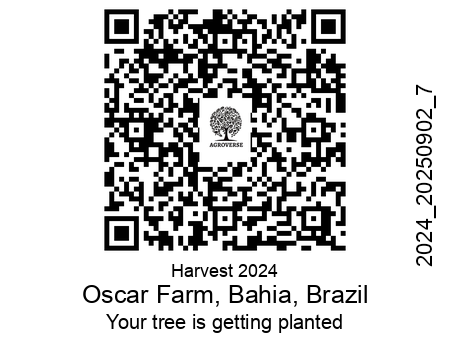 AGROVERSE
2024_20250902_7
Harvest 2024
Oscar Farm, Bahia, Brazil
Your tree is getting planted